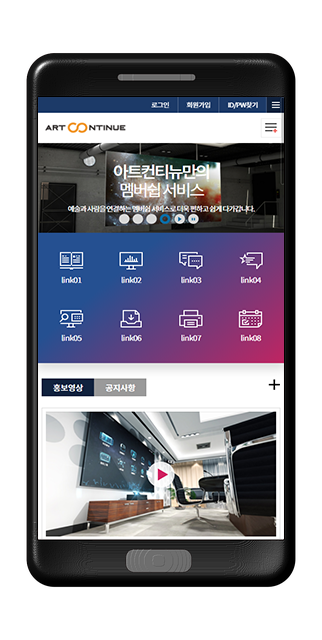 로그인 회원가입 ID/PW찾기
ART CONTINUE
아트컨티뉴만의
멤버쉽 서비스
예술과 사람을 연결하는 멤버쉽 서비스로 더욱 편하고 쉽게 다가갑니다.
link01 link02 link03 link04
link05 link06 link07 link08
홍보영상 공지사항